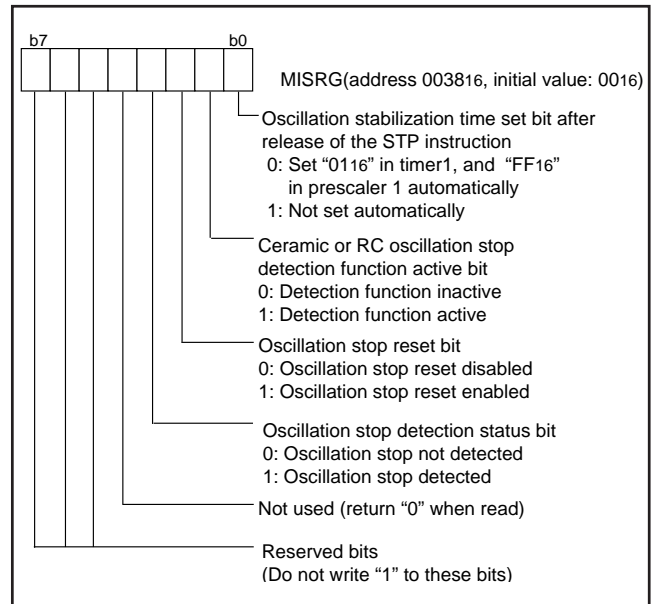 b7 b0
MISRG(address 003816, initial value: 0016)
Oscillation stabilization time set bit after
release of the STP instruction
0: Set “0116” in timer1, and “FF16”
in prescaler 1 automatically
1: Not set automatically
Ceramic or RC oscillation stop
detection function active bit
0: Detection function inactive
1: Detection function active
Oscillation stop reset bit
0: Oscillation stop reset disabled
1: Oscillation stop reset enabled
Oscillation stop detection status bit
0: Oscillation stop not detected
1: Oscillation stop detected
Not used (return “0” when read)
Reserved bits
(Do not write “1” to these bits)